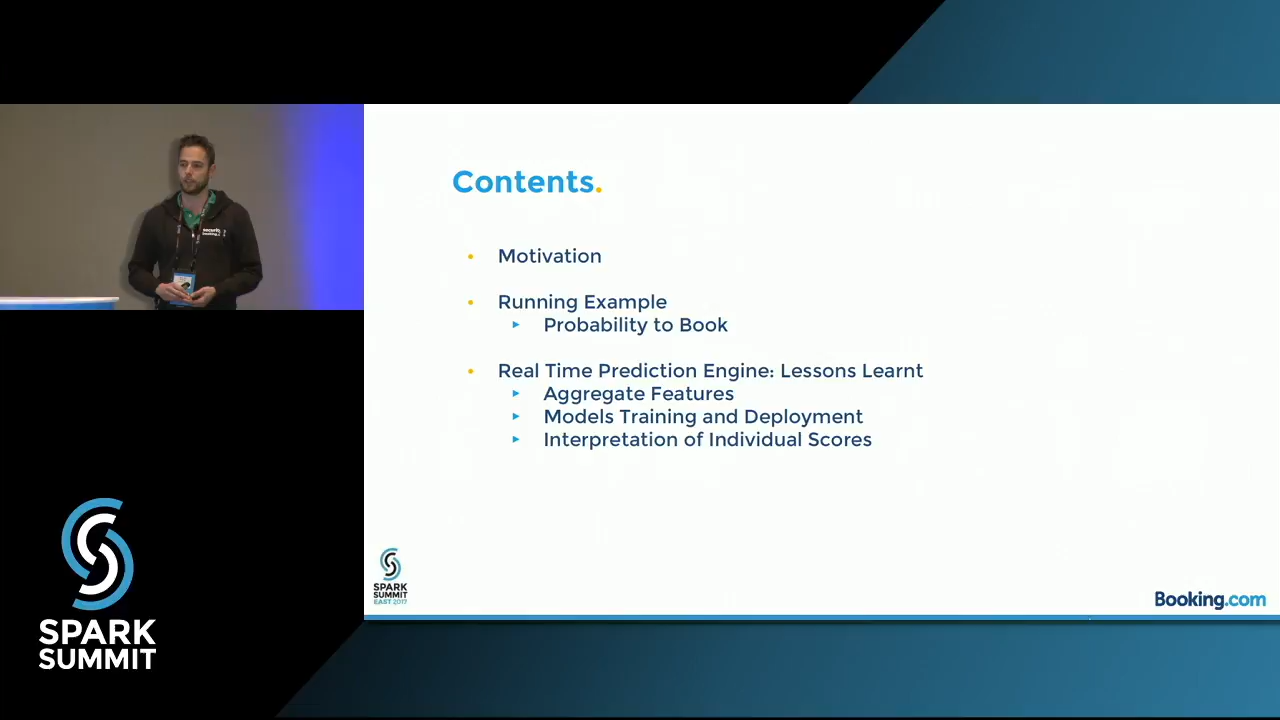 Contents.
• Motivation
• Running Example
▸ Probability to Book
• Real Time Prediction Engine: Lessons Learnt
▸ Aggregate Features
▸ Models Training and Deployment
▸ Interpretation of Individual Scores
SPARK
SUMMIT
EAST 2017
Booking.com
SPARK
SUMMIT